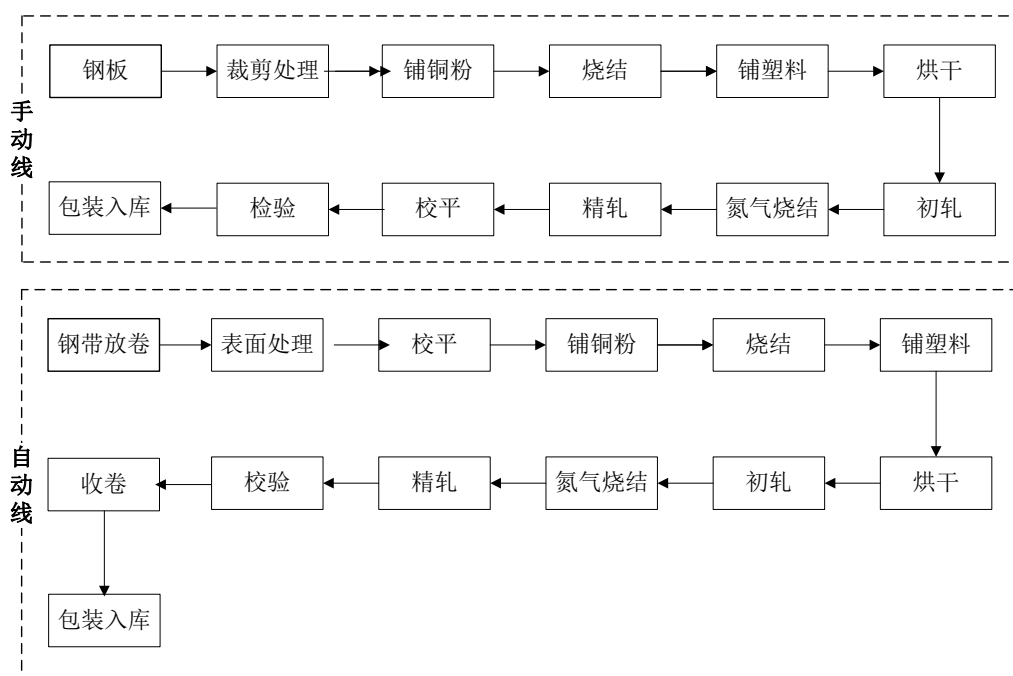 手动线
钢板
裁剪处理
铺铜粉
烧结
铺塑料
烘干
包装入库
检验
校平
精轧
氮气烧结
初轧
自动线
钢带放卷
表面处理
校平
铺铜粉
烧结
铺塑料
收卷
校验
精轧
氮气烧结
初轧
烘干
包装入库